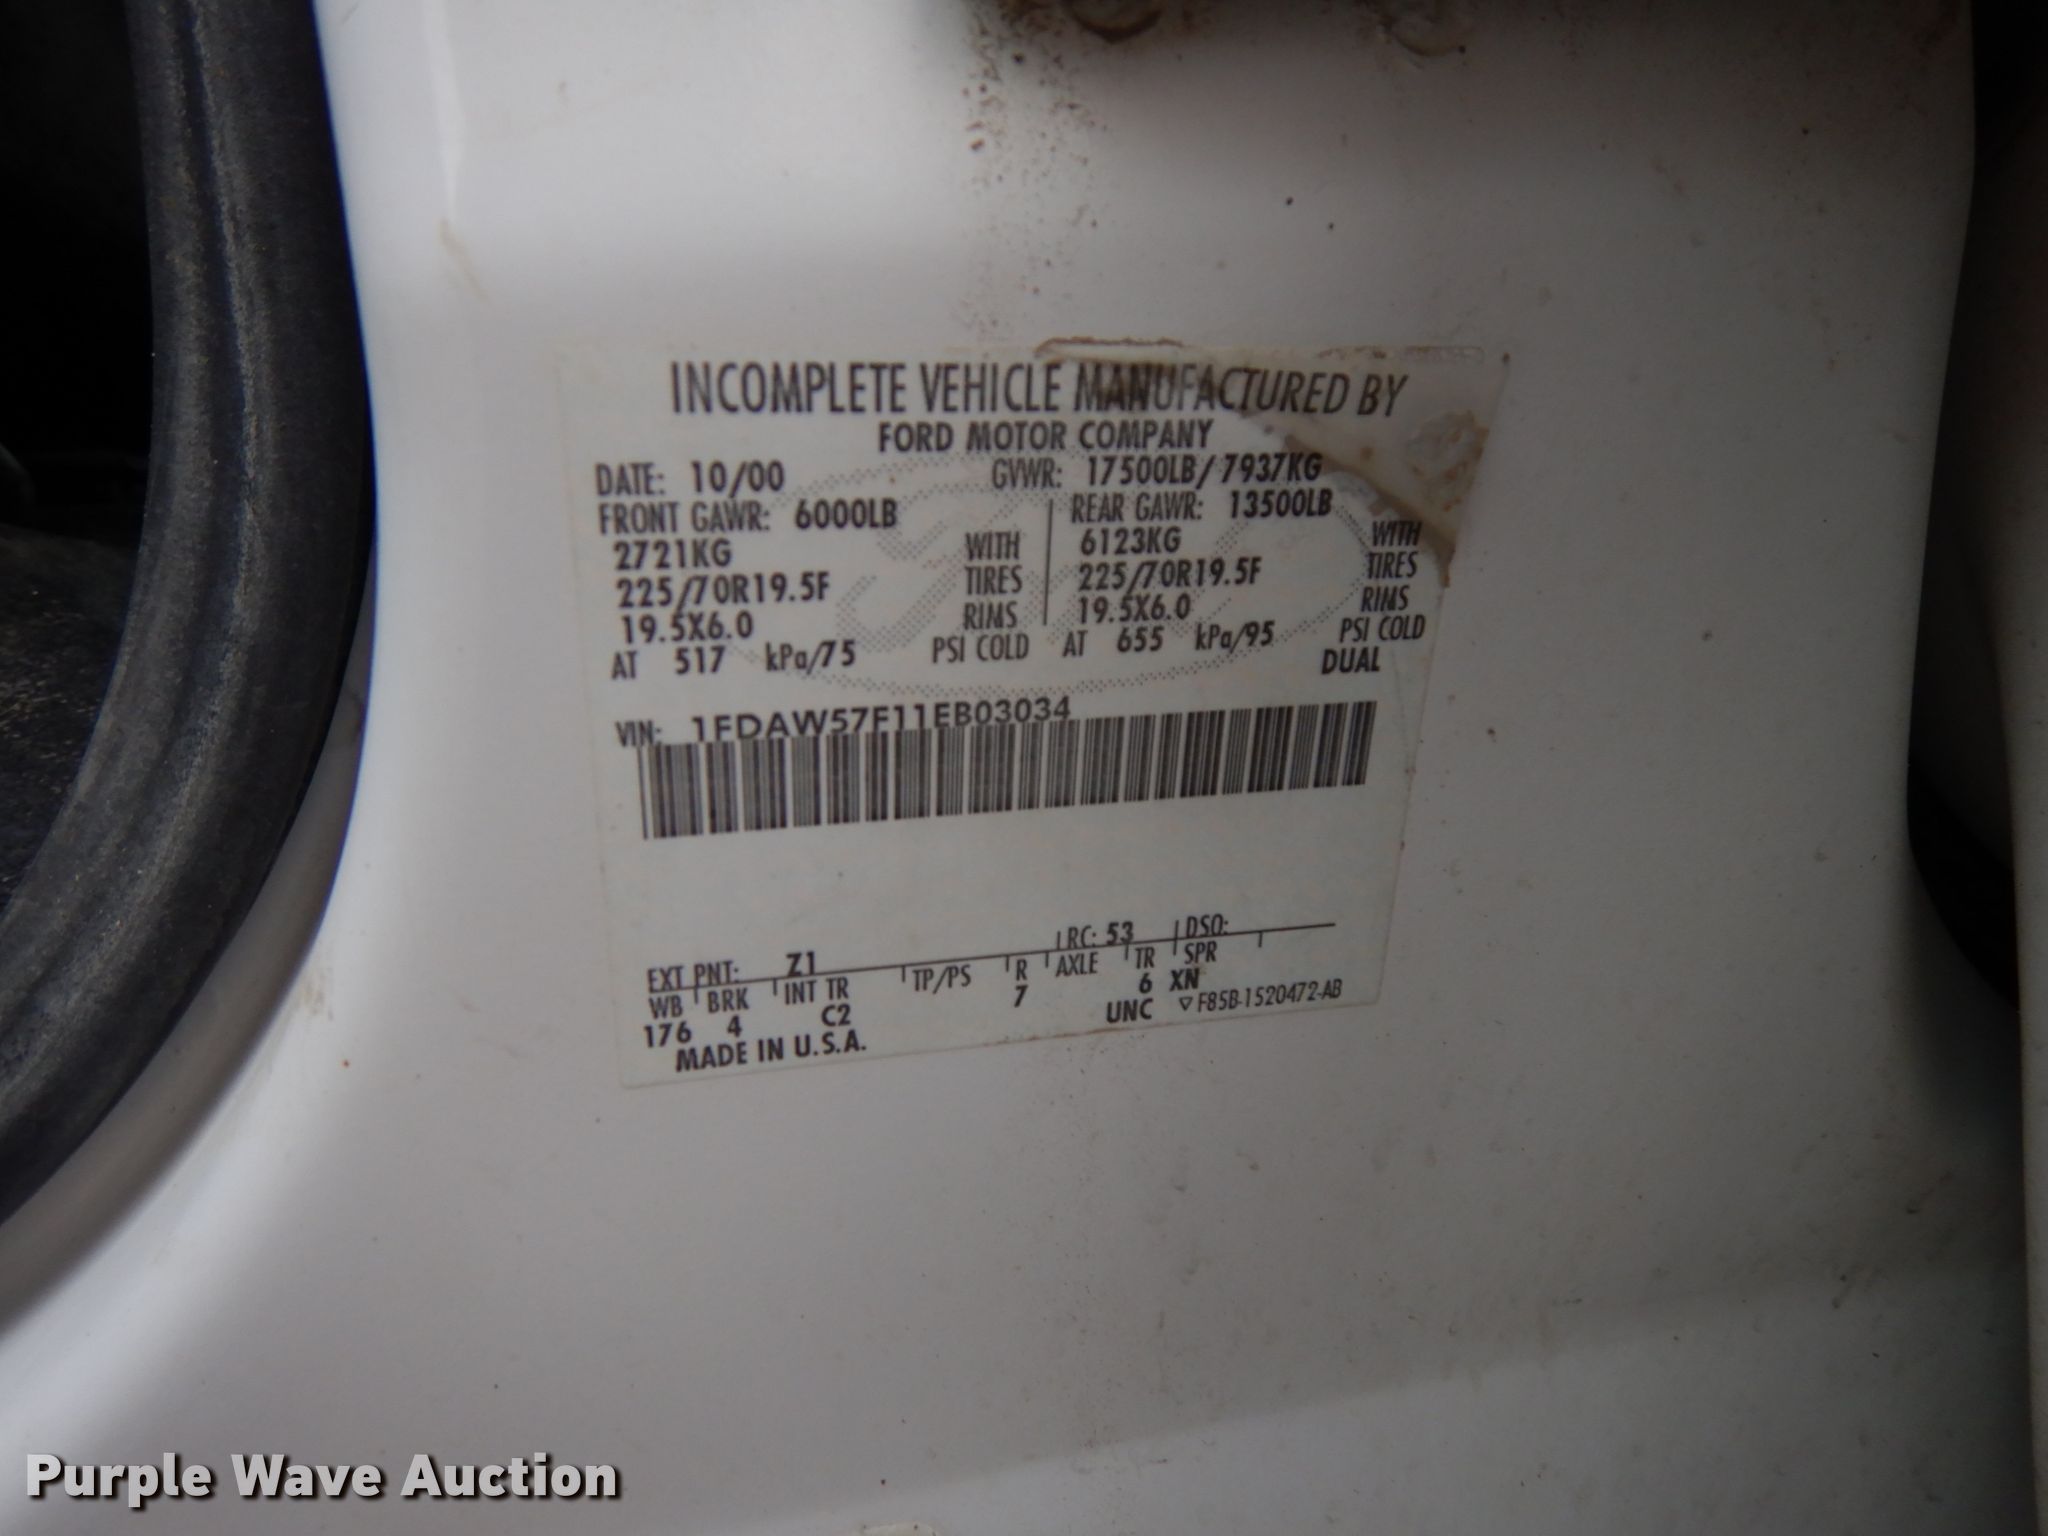 INCOMPLETE VEHICLE MANUFACTURED BY
FORD MOTOR COMPANY
DATE: 10/00 GVWR: 17500LB/7937KG
FRONT GAWR: 6000LB REAR GAWR: 13500LB
2721KG WITH 6123KG WITH
225/70R19.5F TIRES 225/70R19.5F TIRES
19.5X6.0 RIMS 19.5X6.0 RIMS
AT 517 kPa/75 PSI COLD AT 655 kPa/95 PSI COLD
DUAL
VIN: 1FDAW57F11EB03034
EXT PNT: Z1 RC: 53 DSO:
WB BRK INT TR TP/PS R AXLE TR SPR
176 4 C2 7 6 XN
MADE IN U.S.A. UNC ▽ F85B-1520472-AB
Purple Wave Auction